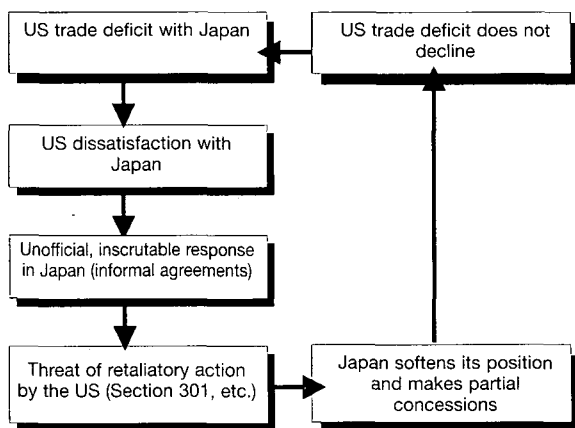 US trade deficit with Japan
US trade deficit does not
decline
US dissatisfaction with
Japan
Unofficial, inscrutable response
in Japan (informal agreements)
Threat of retaliatory action
by the US (Section 301, etc.)
Japan softens its position
and makes partial
concessions